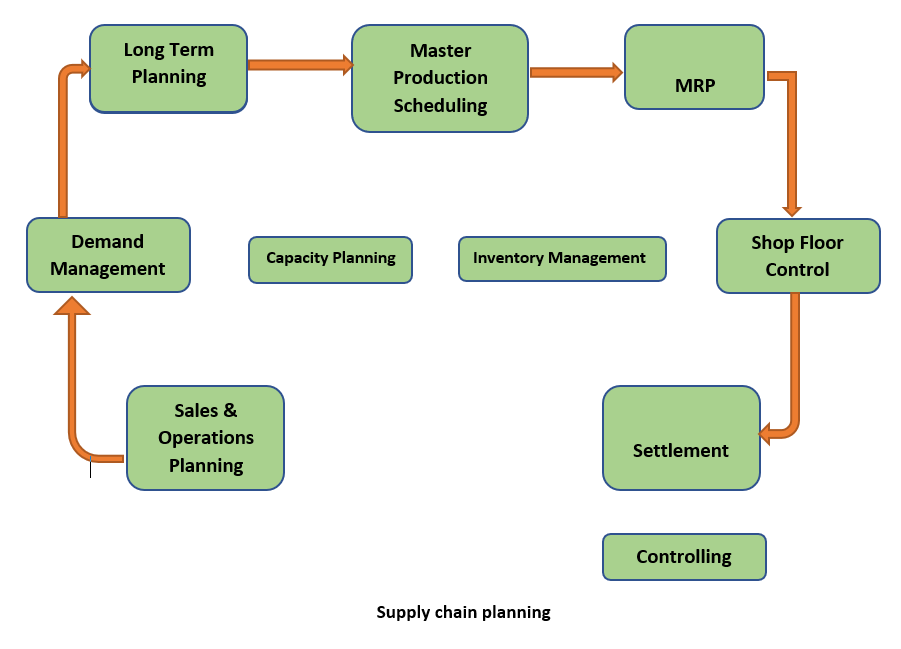 Long Term
Planning
Master
Production
Scheduling
MRP
Demand
Management
Capacity Planning
Inventory Management
Shop Floor
Control
Sales &
Operations
Planning
Settlement
Controlling
Supply chain planning